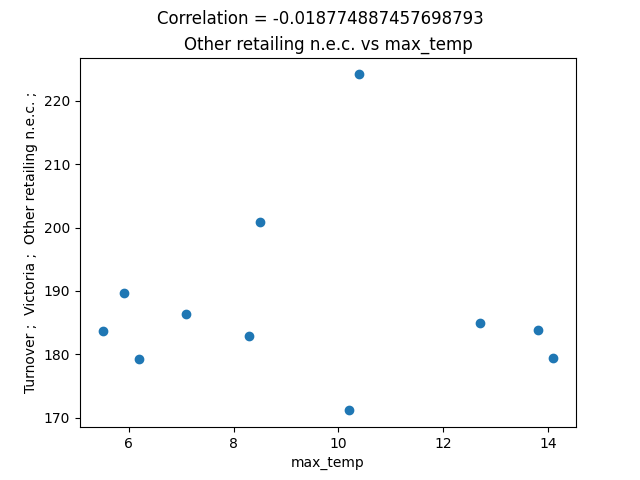 Correlation = -0.018774887457698793
Other retailing n.e.c. vs max_temp
Turnover ;  Victoria ;  Other retailing n.e.c. ;
220
210
200
190
180
170
6
8
10
12
14
max_temp